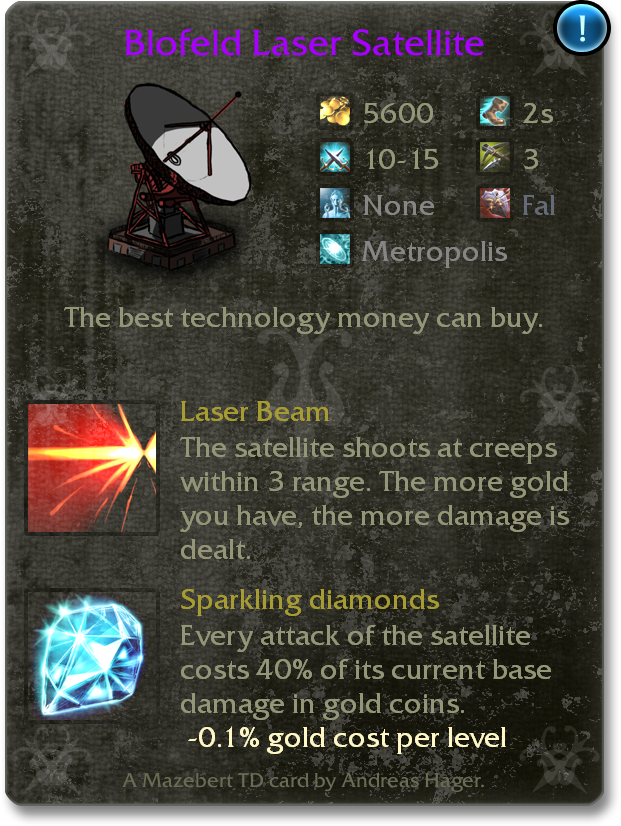 Blofeld Laser Satellite
!
5600 2s
10-15 3
None Fal
Metropolis
The best technology money can buy.
Laser Beam
The satellite shoots at creeps
within 3 range. The more gold
you have, the more damage is
dealt.
Sparkling diamonds
Every attack of the satellite
costs 40% of its current base
damage in gold coins.
-0.1% gold cost per level
A Mazebert TD card by Andreas Hager.